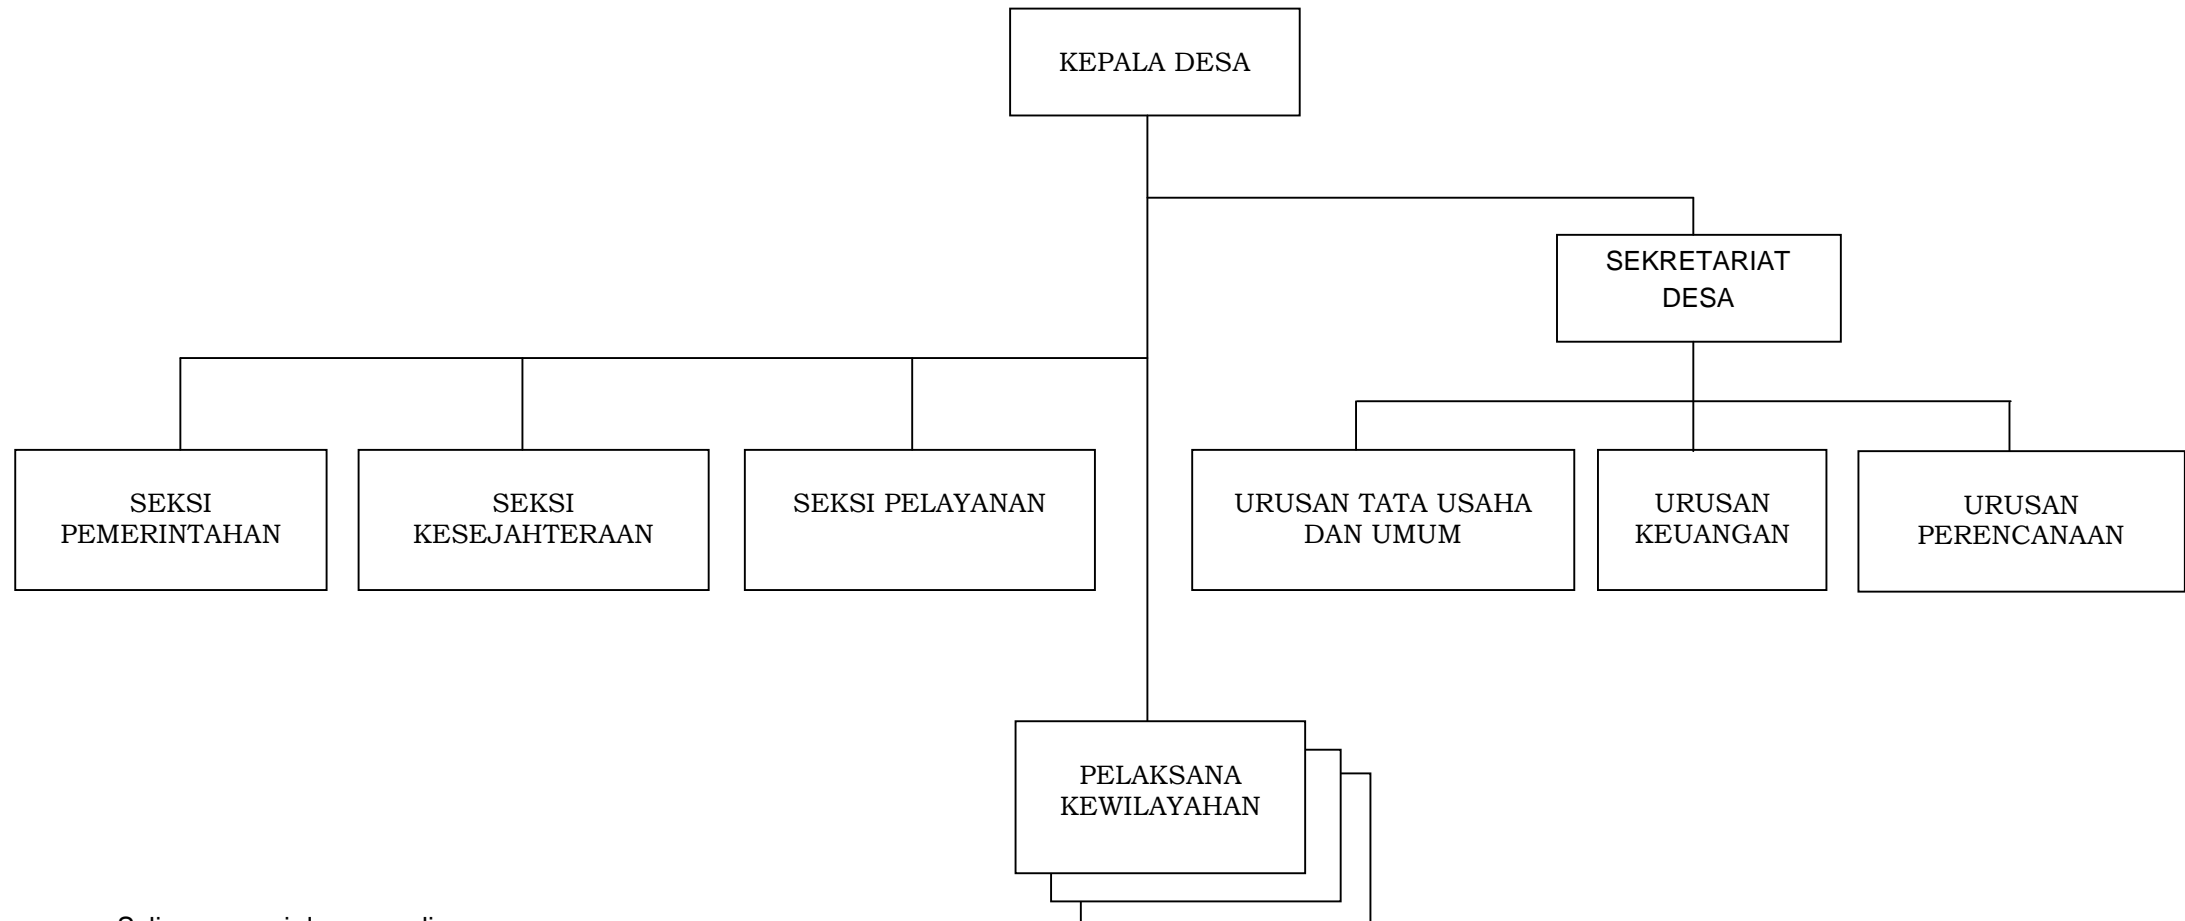 KEPALA DESA
SEKRETARIAT
DESA
SEKSI
PEMERINTAHAN
SEKSI
KESEJAHTERAAN
SEKSI PELAYANAN
URUSAN TATA USAHA
DAN UMUM
URUSAN
KEUANGAN
URUSAN
PERENCANAAN
PELAKSANA
KEWILAYAHAN